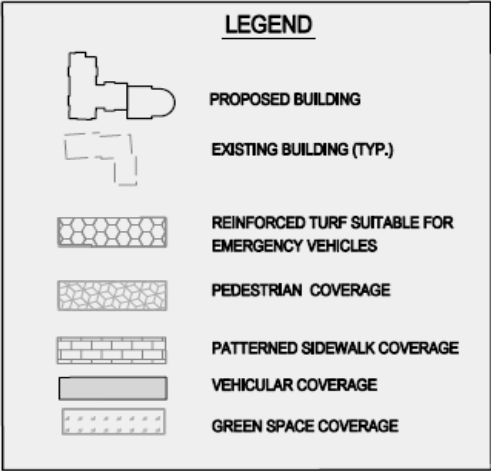 LEGEND
PROPOSED BUILDING
EXISTING BUILDING (TYP.)
REINFORCED TURF SUITABLE FOR
EMERGENCY VEHICLES
PEDESTRIAN COVERAGE
PATTERNED SIDEWALK COVERAGE
VEHICULAR COVERAGE
GREEN SPACE COVERAGE